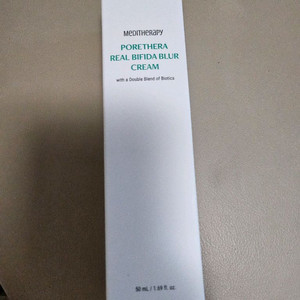 MEDITHERAPY
PORETHERA
REAL BIFIDA BLUR
CREAM
with a Double Blend of Biotics
50 mL / 1.69 fl. oz